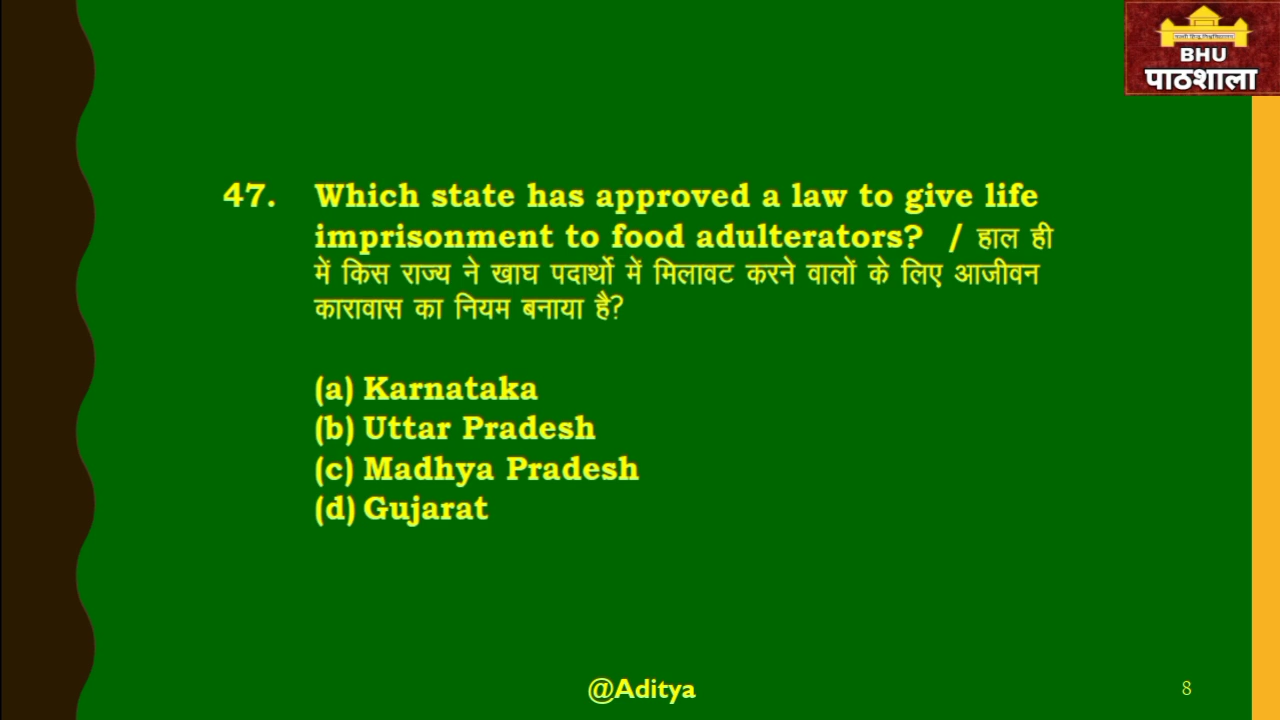 BHU
पाठशाला
47. Which state has approved a law to give life
imprisonment to food adulterators? / हाल ही
में किस राज्य ने खाघ पदार्थो में मिलावट करने वालों के लिए आजीवन
कारावास का नियम बनाया है?
(a) Karnataka
(b) Uttar Pradesh
(c) Madhya Pradesh
(d) Gujarat
@Aditya
8